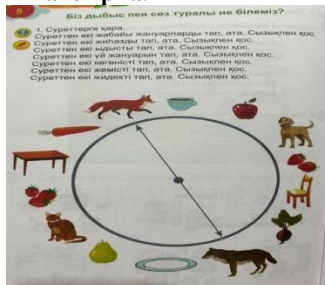 5
Біз дыбыс пен сөз туралы не білеміз?
1. Суреттерге қара.
Суреттен екі жабайы жануарларды тап, ата. Сызықпен қос.
Суреттен екі жиһазды тап, ата. Сызықпен қос.
Суреттен екі ыдысты тап, ата. Сызықпен қос.
Суреттен екі үй жануарын тап, ата. Сызықпен қос.
Суреттен екі көкөністі тап, ата. Сызықпен қос.
Суреттен екі жемісті тап, ата. Сызықпен қос.
Суреттен екі жидекті тап, ата. Сызықпен қос.